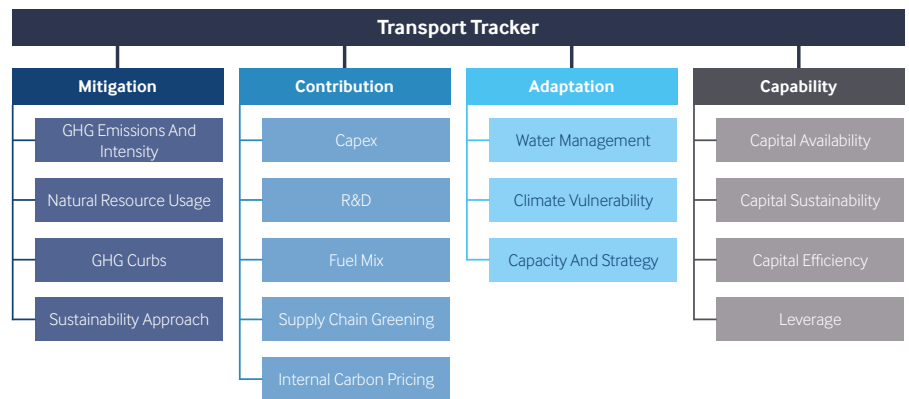 Transport Tracker
Mitigation
GHG Emissions And
Intensity
Natural Resource Usage
GHG Curbs
Sustainability Approach
Contribution
Capex
R&D
Fuel Mix
Supply Chain Greening
Internal Carbon Pricing
Adaptation
Water Management
Climate Vulnerability
Capacity And Strategy
Capability
Capital Availability
Capital Sustainability
Capital Efficiency
Leverage